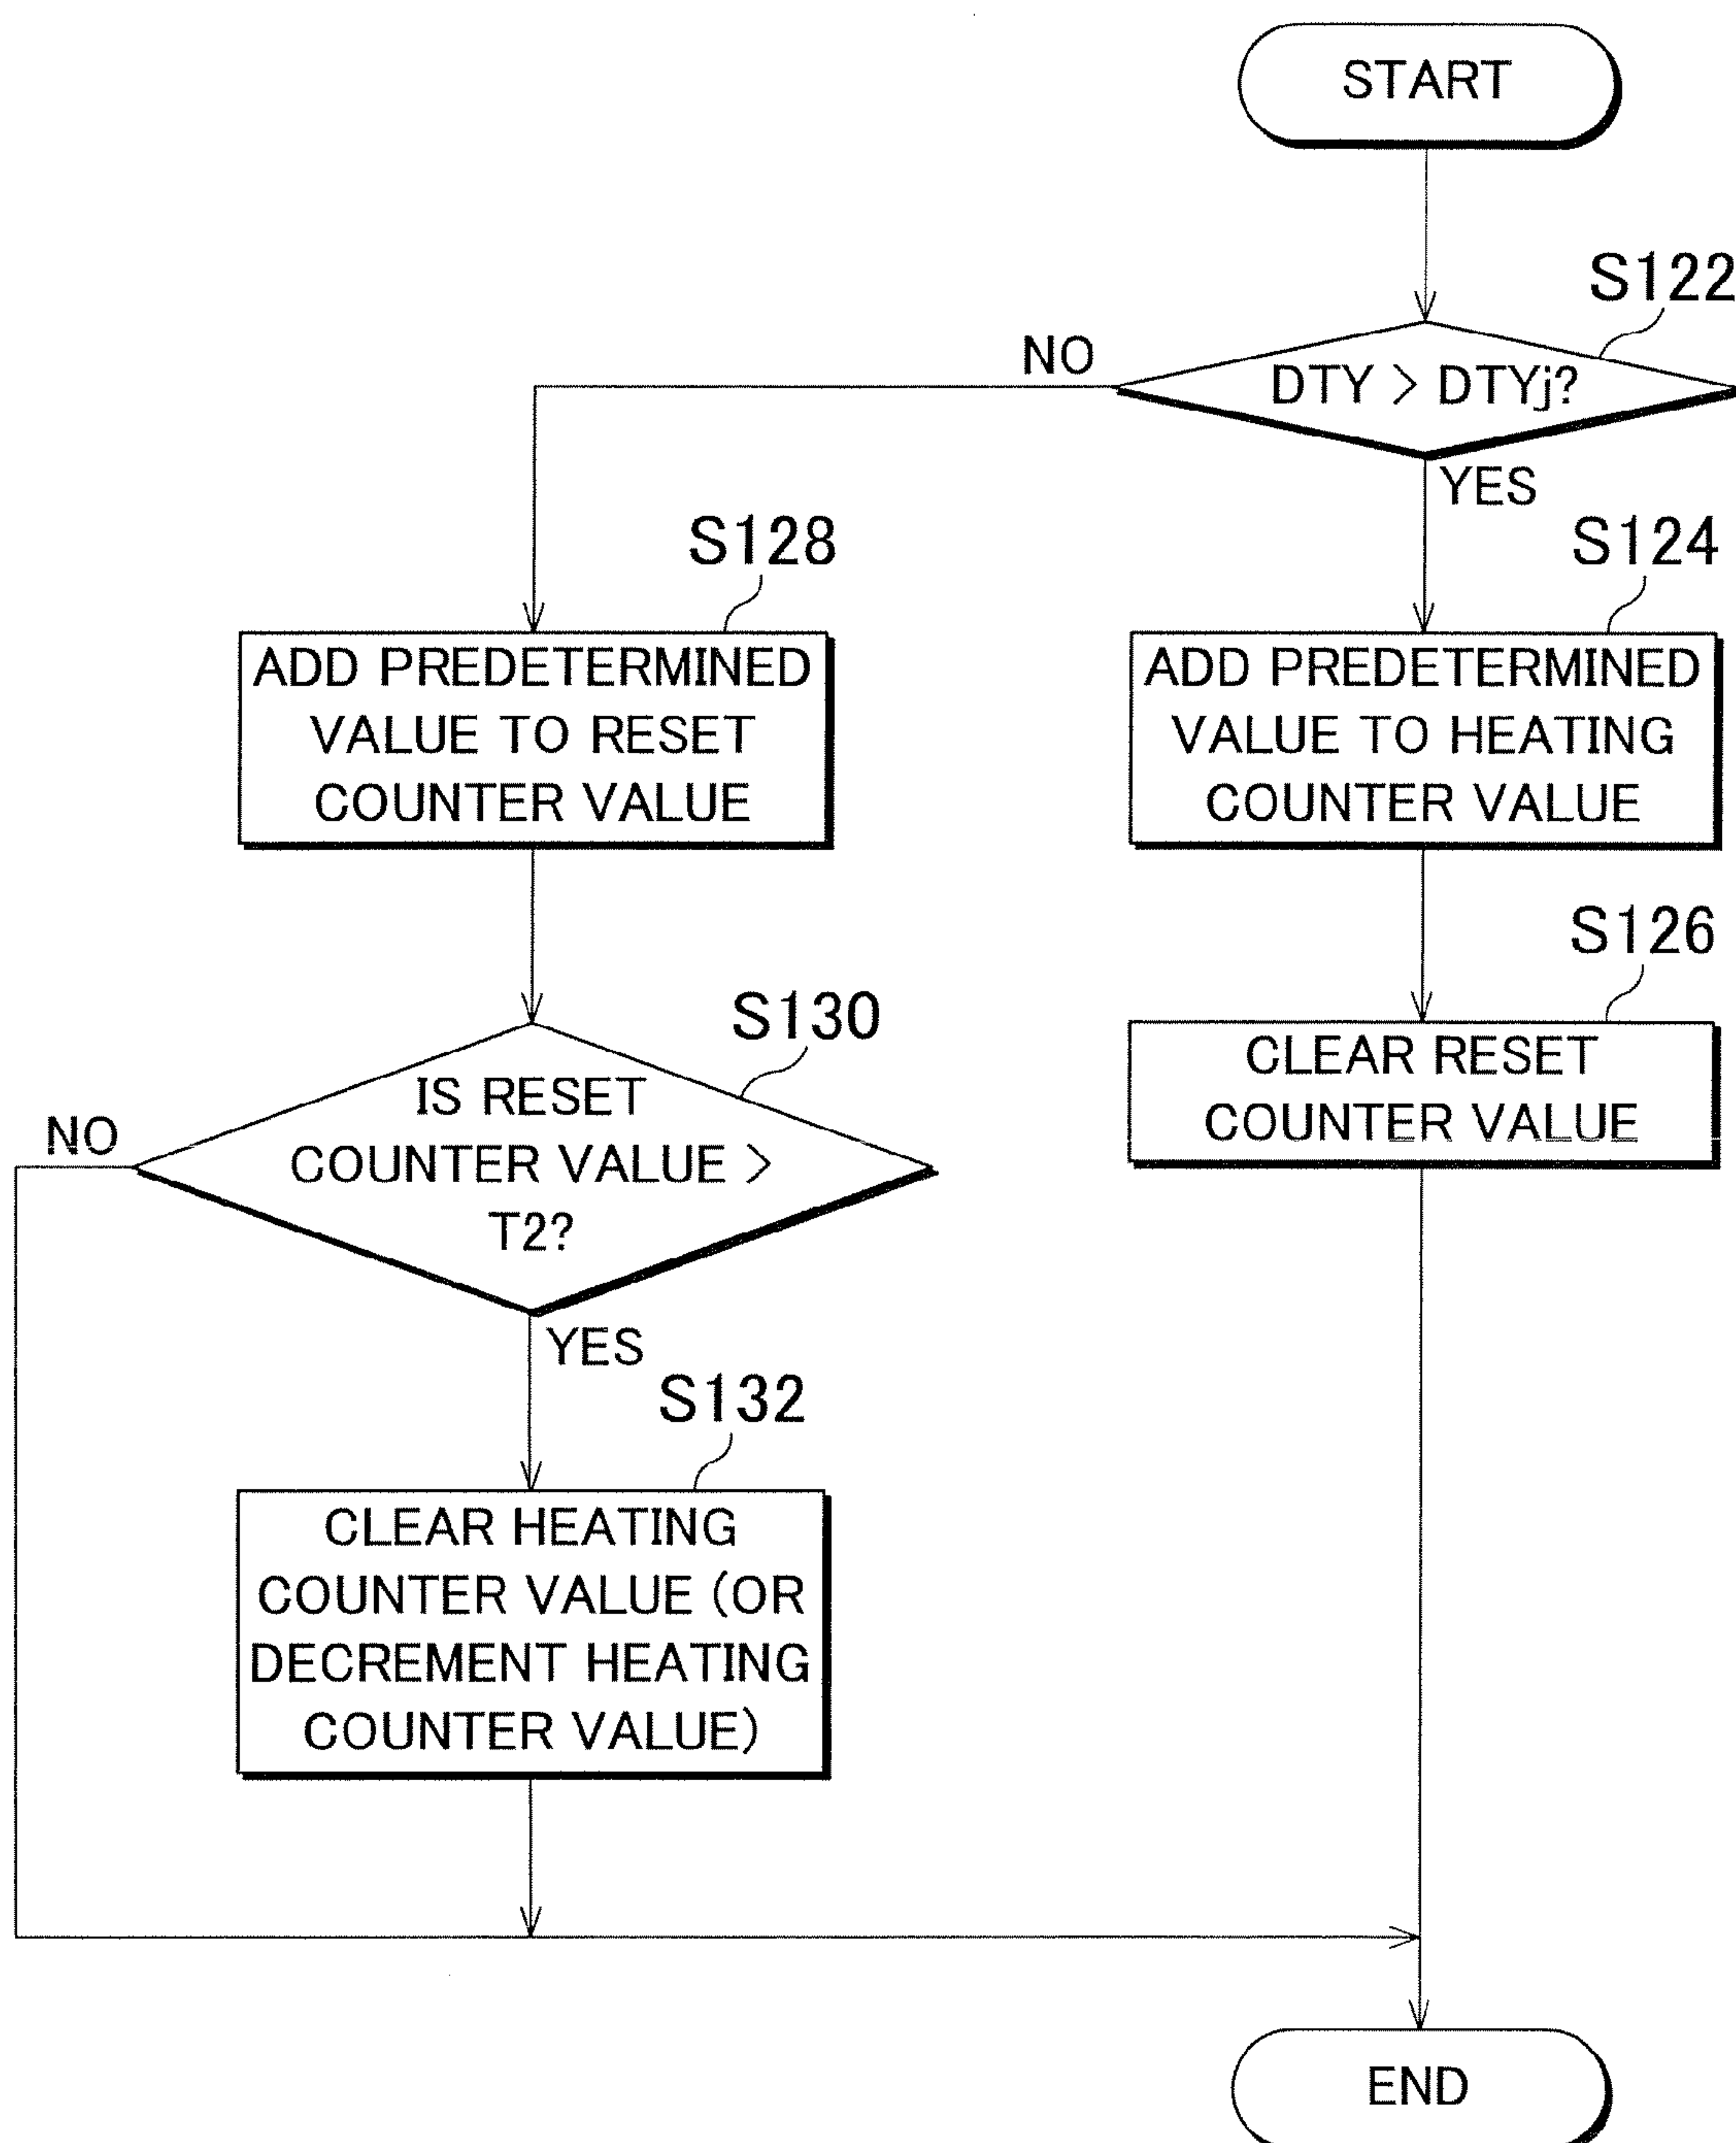 START
S122
DTY > DTYj?
NO
YES
S128
ADD PREDETERMINED
VALUE TO RESET
COUNTER VALUE
S124
ADD PREDETERMINED
VALUE TO HEATING
COUNTER VALUE
S126
CLEAR RESET
COUNTER VALUE
S130
IS RESET
COUNTER VALUE >
T2?
NO
YES
S132
CLEAR HEATING
COUNTER VALUE (OR
DECREMENT HEATING
COUNTER VALUE)
END